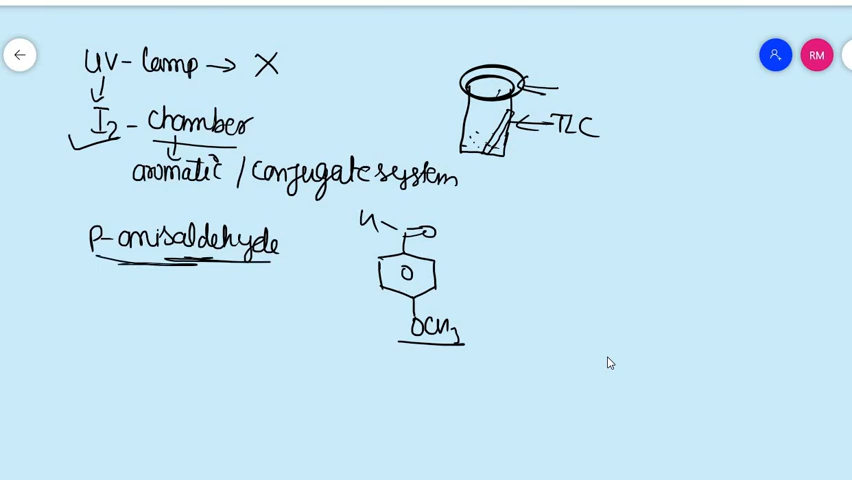 UV-lamp → X
I2 - chamber
aromatic / conjugate system
TLC
P-anisaldehyde
H
O
OCH3
RM